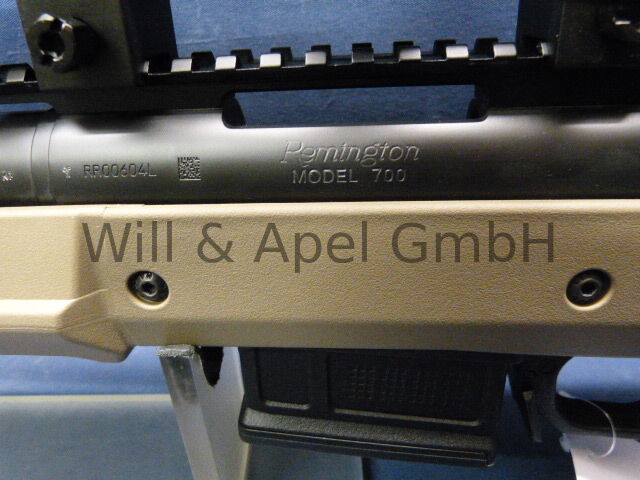 Remington
RR00604L
MODEL 700
Will & Apel GmbH